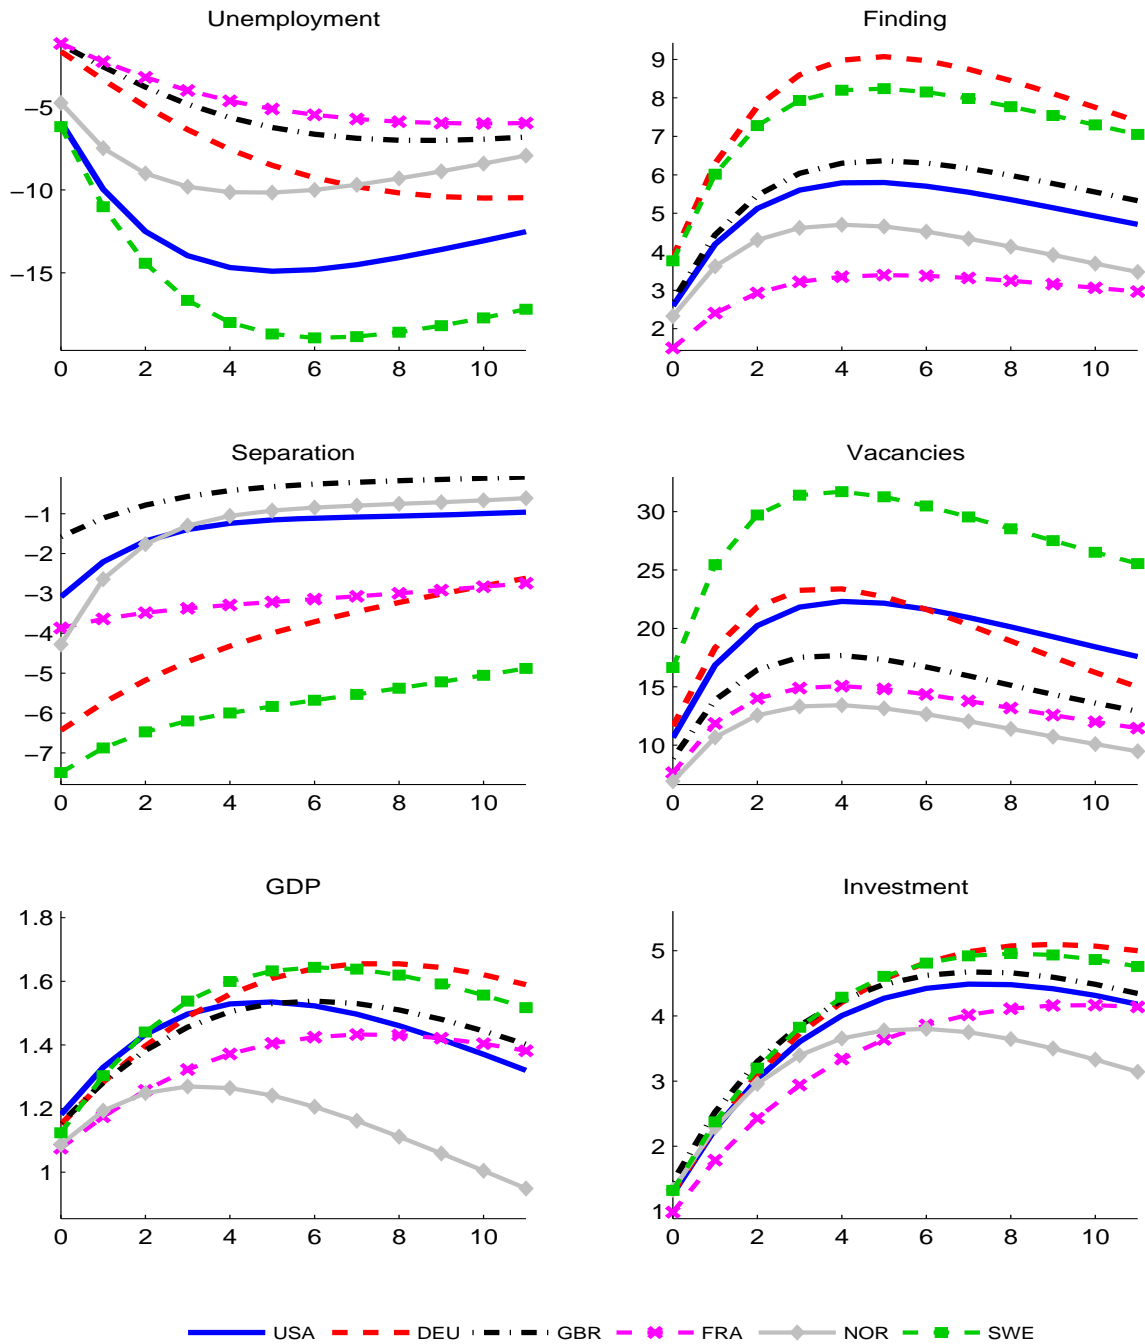 Unemployment
Finding
−5
−10
−15
0 2 4 6 8 10
9
8
7
6
5
4
3
2
0 2 4 6 8 10
Separation
Vacancies
−1
−2
−3
−4
−5
−6
−7
0 2 4 6 8 10
30
25
20
15
10
0 2 4 6 8 10
GDP
Investment
1.8
1.6
1.4
1.2
1
0 2 4 6 8 10
5
4
3
2
1
0 2 4 6 8 10
USA DEU GBR FRA NOR SWE